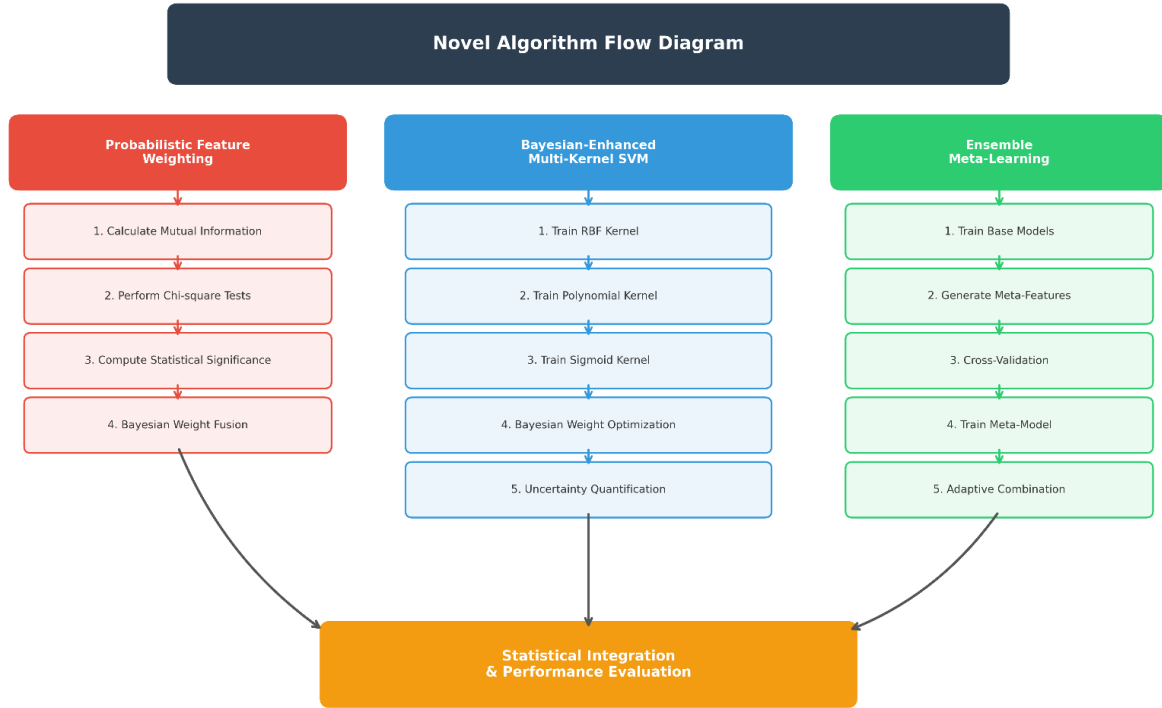 Novel Algorithm Flow Diagram
Probabilistic Feature
Weighting
1. Calculate Mutual Information
2. Perform Chi-square Tests
3. Compute Statistical Significance
4. Bayesian Weight Fusion
Bayesian-Enhanced
Multi-Kernel SVM
1. Train RBF Kernel
2. Train Polynomial Kernel
3. Train Sigmoid Kernel
4. Bayesian Weight Optimization
5. Uncertainty Quantification
Ensemble
Meta-Learning
1. Train Base Models
2. Generate Meta-Features
3. Cross-Validation
4. Train Meta-Model
5. Adaptive Combination
Statistical Integration
& Performance Evaluation